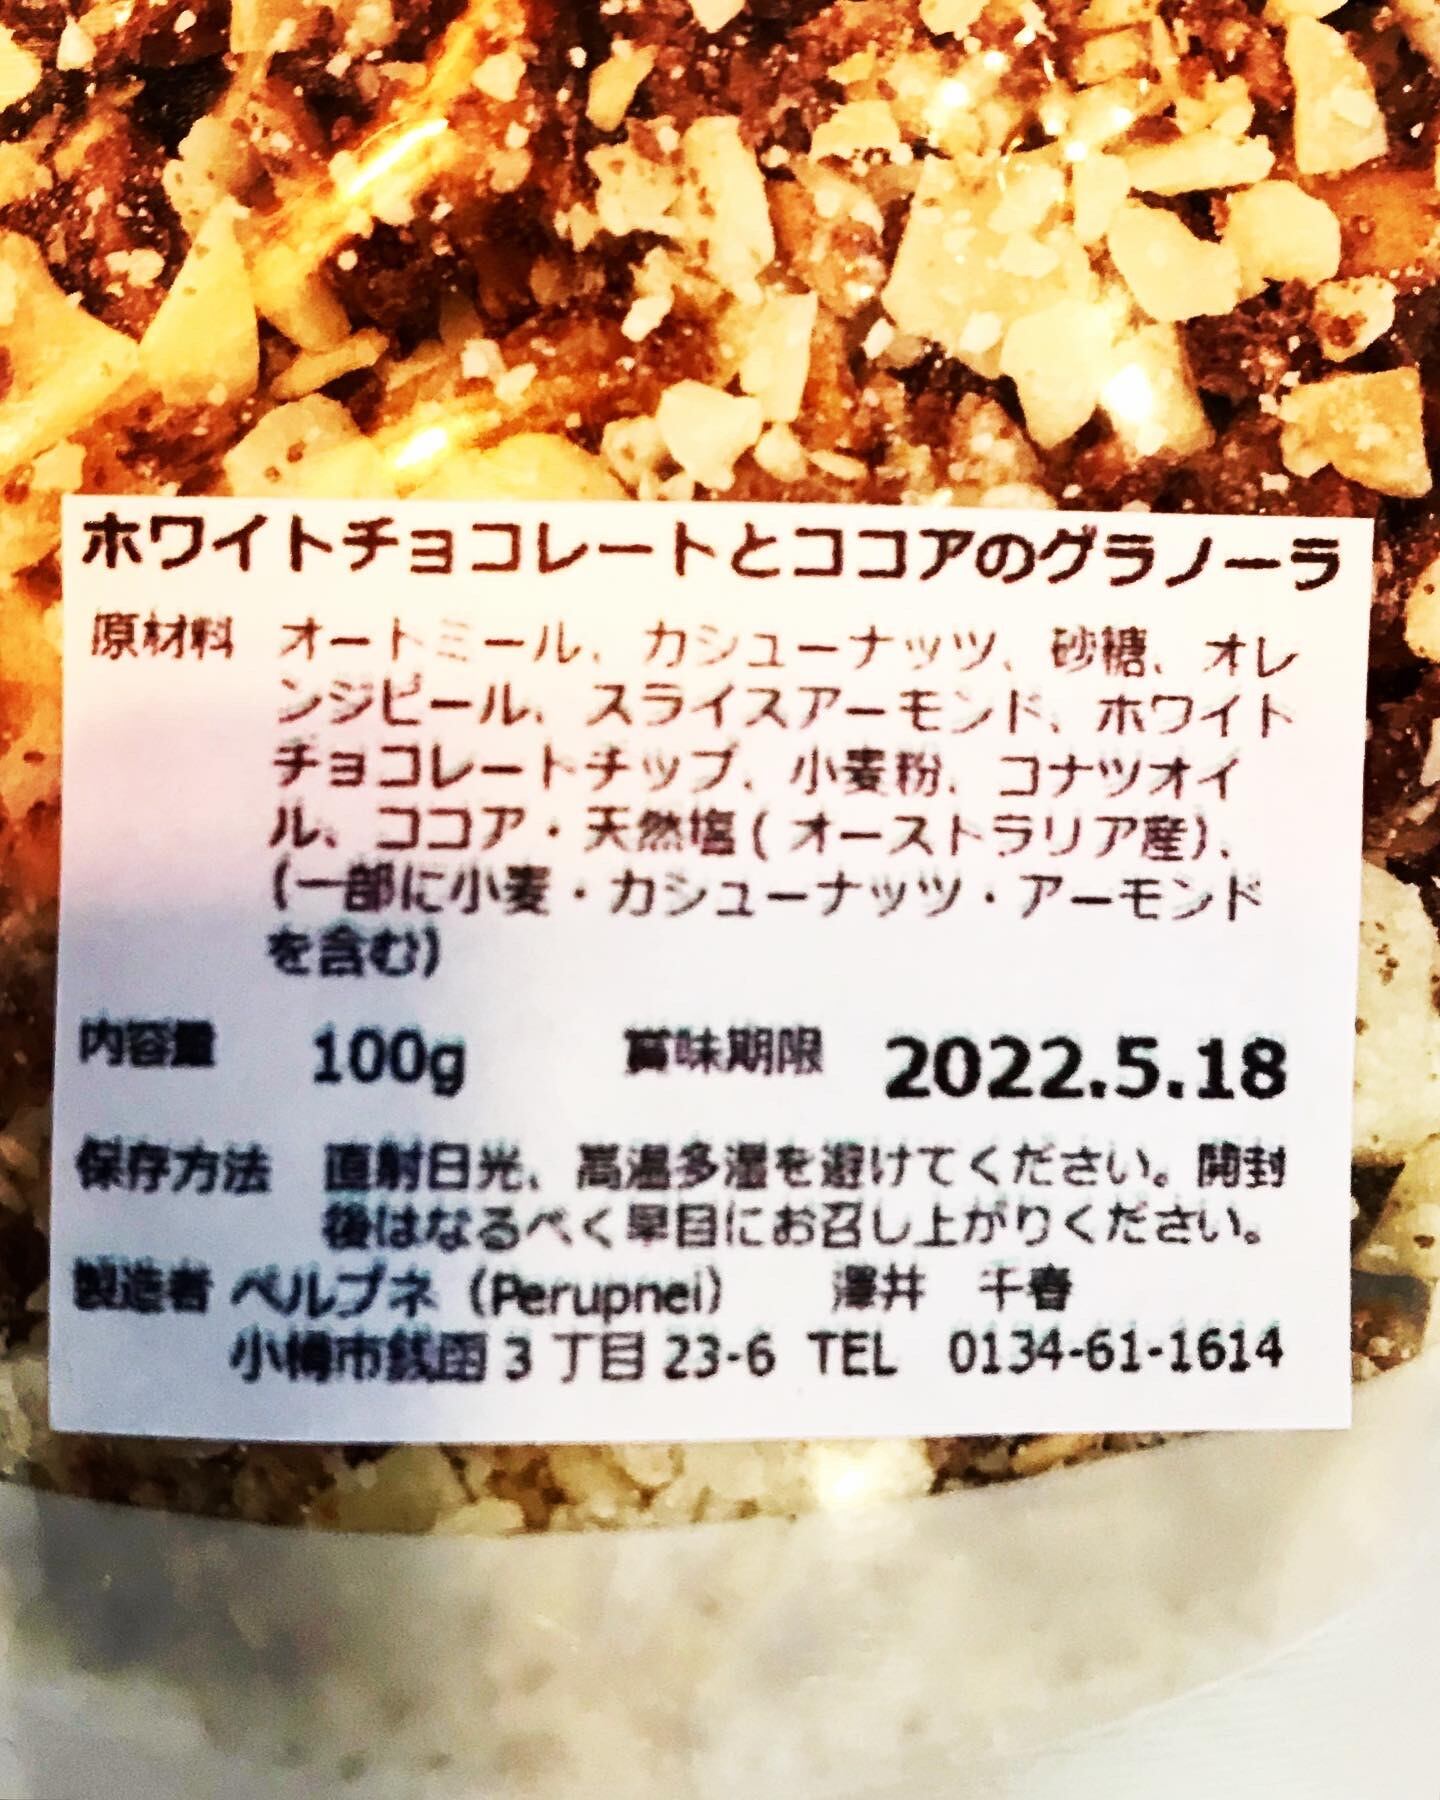 ホワイトチョコレートとココアのグラノーラ
原材料 オートミール、カシューナッツ、砂糖、オレ
ンジピール、スライスアーモンド、ホワイト
チョコレートチップ、小麦粉、コナツオイ
ル、ココア・天然塩(オーストラリア産)、
(一部に小麦・カシューナッツ・アーモンド
を含む)
内容量 100g 賞味期限 2022.5.18
保存方法 直射日光、高温多湿を避けてください。開封
後はなるべく早目にお召し上がりください。
製造者 ペルプネ（Perupnei） 澤井 千春
小樽市銭函3丁目23-6 TEL 0134-61-1614